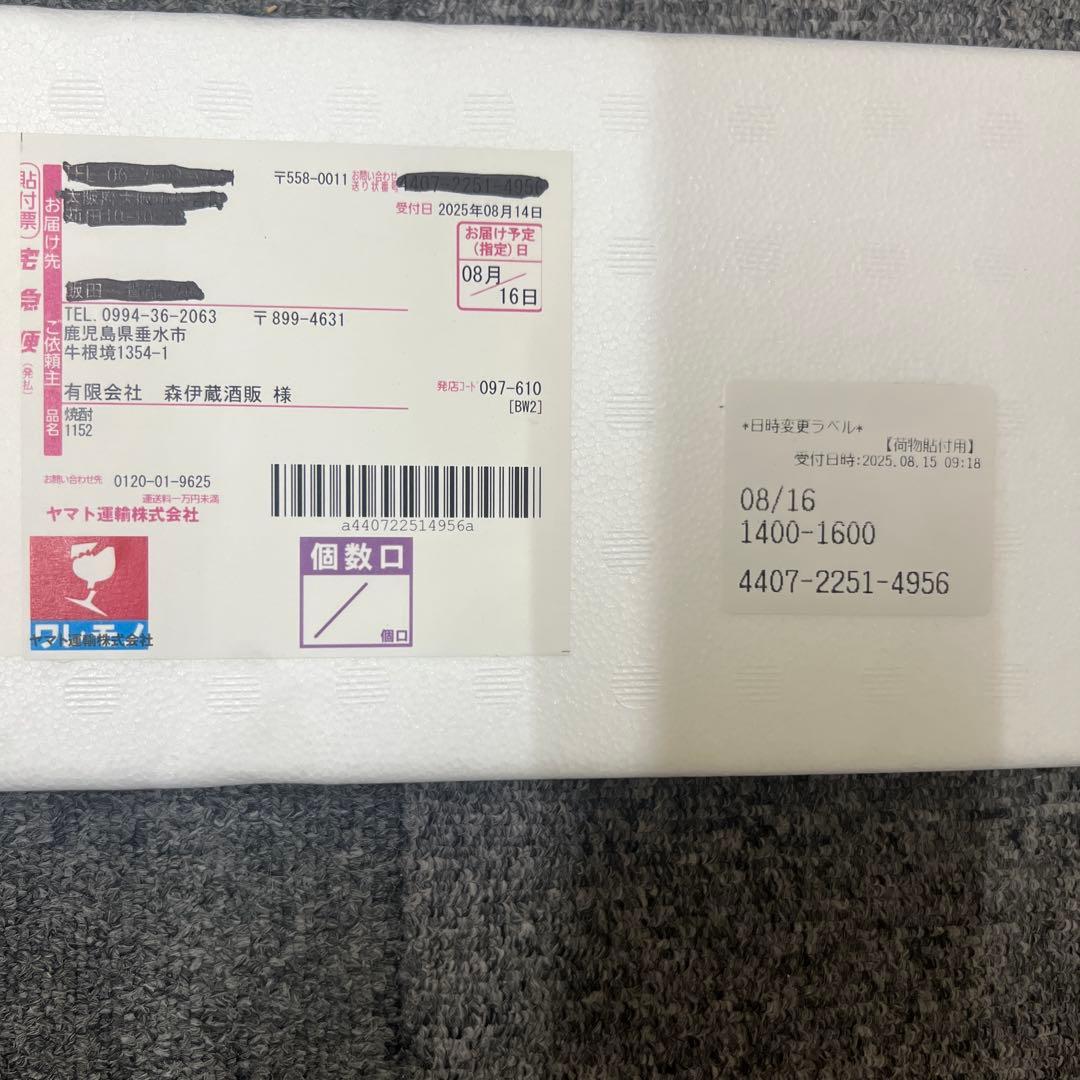 貼付票
宅急便
(発払)
お届け先
〒558-0011
お問い合わせ
送り状番号
4407-2251-4956
受付日 2025年08月14日
お届け予定
(指定)日
08月
16日
ご依頼主
TEL. 0994-36-2063 〒899-4631
鹿児島県垂水市
牛根境1354-1
有限会社 森伊蔵酒販 様
発店コート 097-610
[BW2]
品名
焼酎
1152
お問い合わせ先 0120-01-9625
運送料一万円未満
ヤマト運輸株式会社
a440722514956a
個数口
個口
ワレモノ
ヤマト運輸株式会社
*日時変更ラベル*
【荷物貼付用】
受付日時:2025.08.15 09:18
08/16
1400-1600
4407-2251-4956